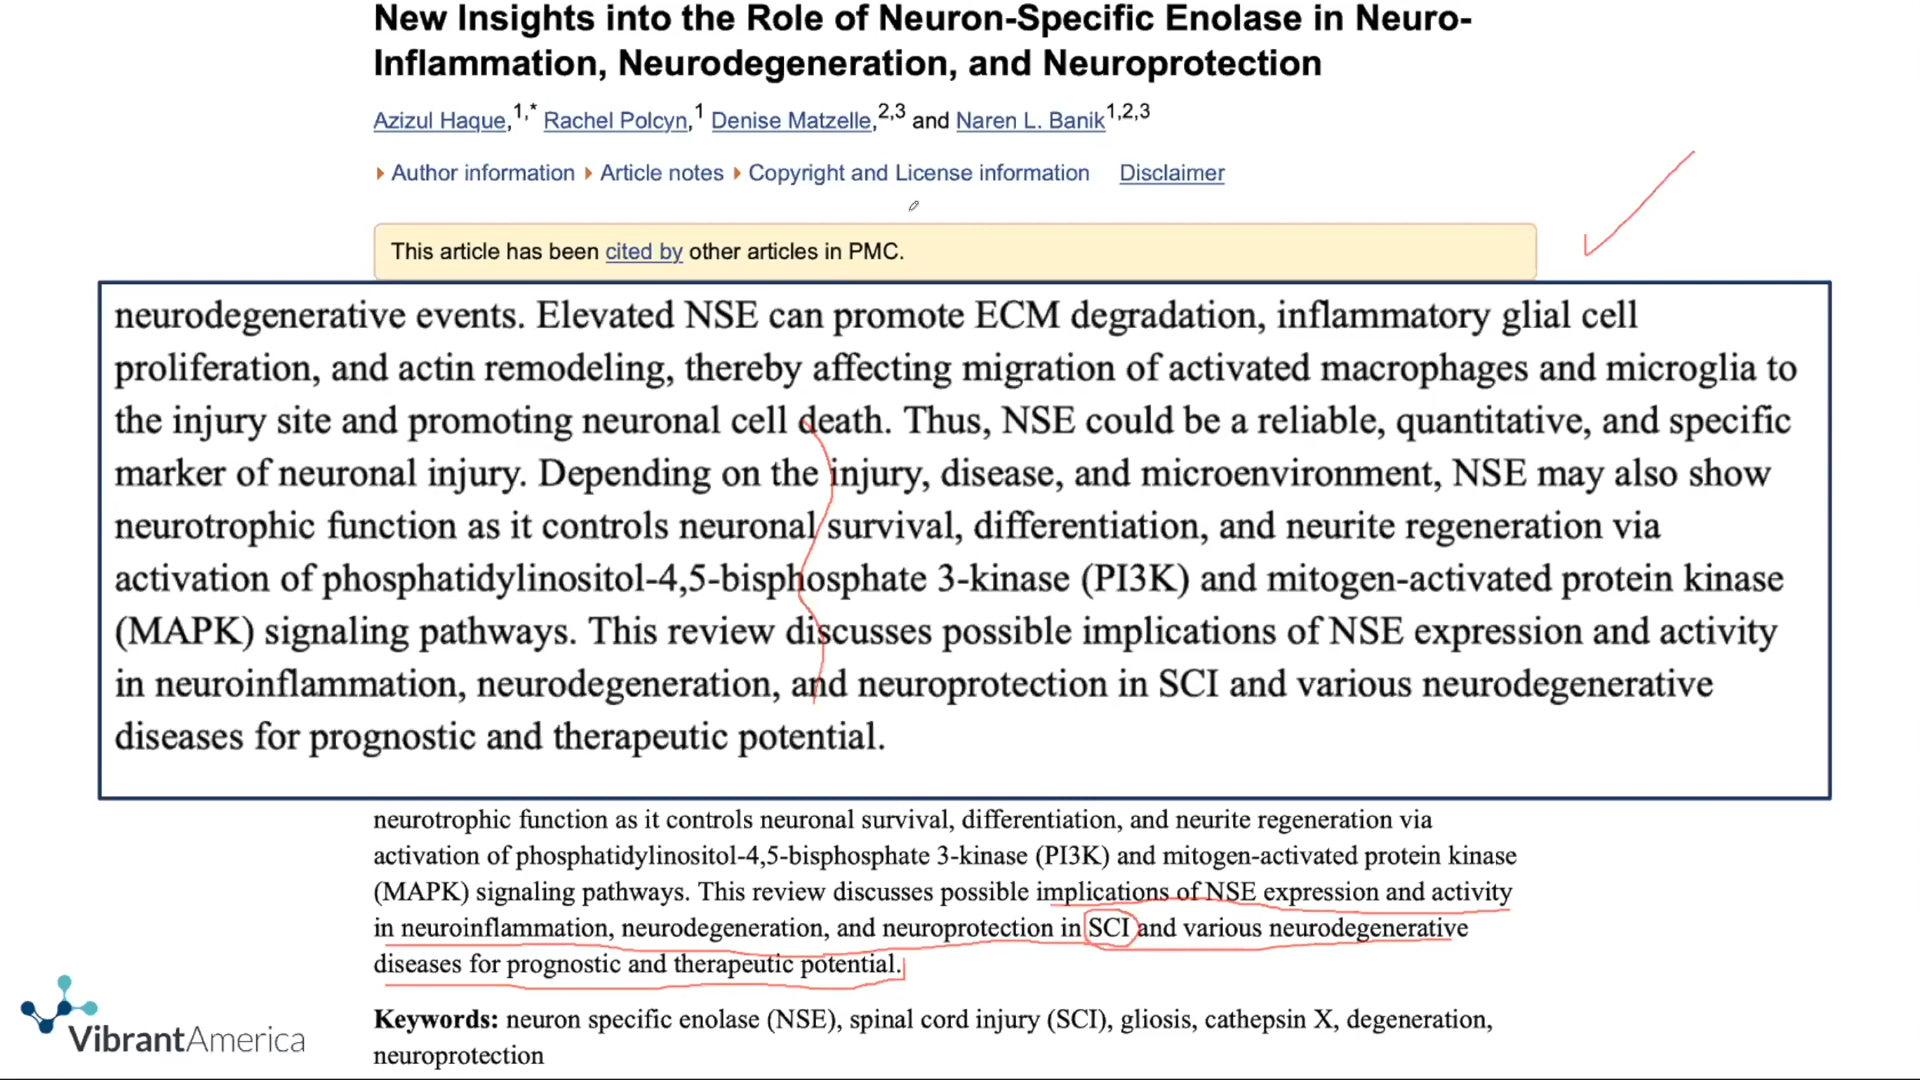 New Insights into the Role of Neuron-Specific Enolase in Neuro-
Inflammation, Neurodegeneration, and Neuroprotection
Azizul Haque,1,* Rachel Polcyn,1 Denise Matzelle,2,3 and Naren L. Banik1,2,3
Author information Article notes Copyright and License information Disclaimer
This article has been cited by other articles in PMC.
neurodegenerative events. Elevated NSE can promote ECM degradation, inflammatory glial cell
proliferation, and actin remodeling, thereby affecting migration of activated macrophages and microglia to
the injury site and promoting neuronal cell death. Thus, NSE could be a reliable, quantitative, and specific
marker of neuronal injury. Depending on the injury, disease, and microenvironment, NSE may also show
neurotrophic function as it controls neuronal survival, differentiation, and neurite regeneration via
activation of phosphatidylinositol-4,5-bisphosphate 3-kinase (PI3K) and mitogen-activated protein kinase
(MAPK) signaling pathways. This review discusses possible implications of NSE expression and activity
in neuroinflammation, neurodegeneration, and neuroprotection in SCI and various neurodegenerative
diseases for prognostic and therapeutic potential.
neurotrophic function as it controls neuronal survival, differentiation, and neurite regeneration via
activation of phosphatidylinositol-4,5-bisphosphate 3-kinase (PI3K) and mitogen-activated protein kinase
(MAPK) signaling pathways. This review discusses possible implications of NSE expression and activity
in neuroinflammation, neurodegeneration, and neuroprotection in SCI and various neurodegenerative
diseases for prognostic and therapeutic potential.
Keywords: neuron specific enolase (NSE), spinal cord injury (SCI), gliosis, cathepsin X, degeneration,
neuroprotection
VibrantAmerica